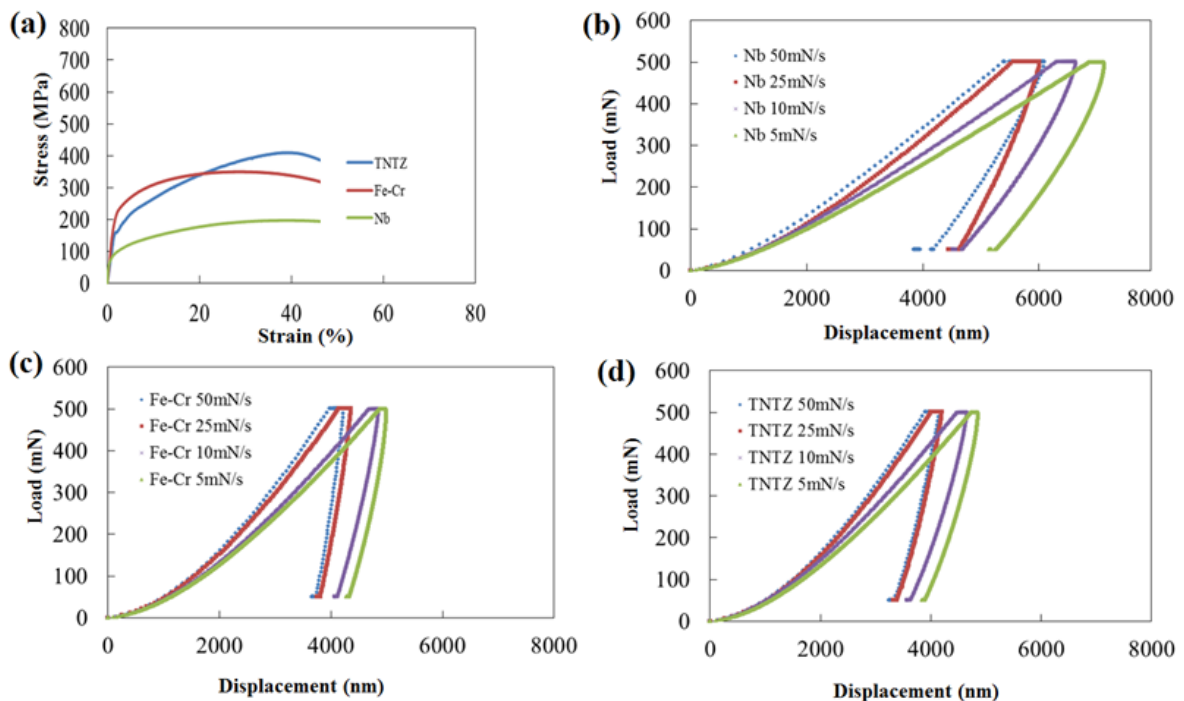 (a)
800
700
600
500
400
300
200
100
0
Stress (MPa)
TNTZ
Fe-Cr
Nb
0 20 40 60 80
Strain (%)
(b)
600
500
400
300
200
100
0
Load (mN)
Nb 50mN/s
Nb 25mN/s
Nb 10mN/s
Nb 5mN/s
0 2000 4000 6000 8000
Displacement (nm)
(c)
600
500
400
300
200
100
0
Load (mN)
Fe-Cr 50mN/s
Fe-Cr 25mN/s
Fe-Cr 10mN/s
Fe-Cr 5mN/s
0 2000 4000 6000 8000
Displacement (nm)
(d)
600
500
400
300
200
100
0
Load (mN)
TNTZ 50mN/s
TNTZ 25mN/s
TNTZ 10mN/s
TNTZ 5mN/s
0 2000 4000 6000 8000
Displacement (nm)